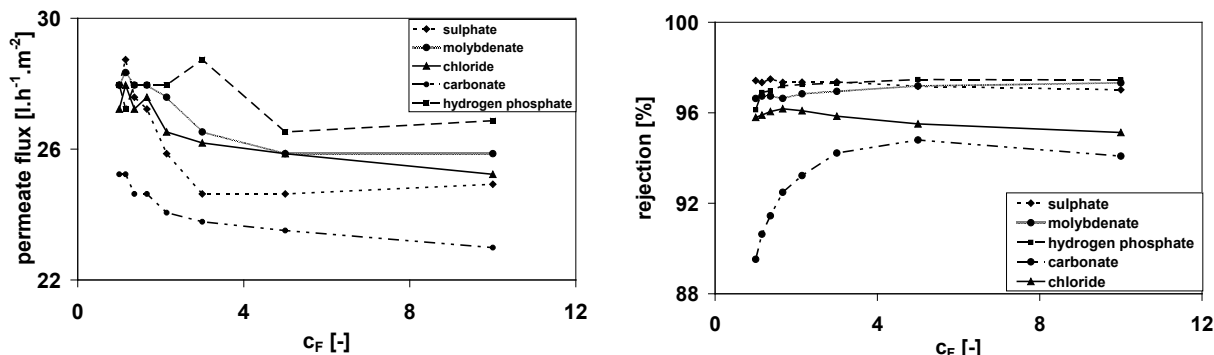 permeate flux [l.h⁻¹.m⁻²]
30
26
22
0
4
8
12
c_F [-]
sulphate
molybdenate
chloride
carbonate
hydrogen phosphate
rejection [%]
100
96
92
88
0
4
8
12
c_F [-]
sulphate
molybdenate
hydrogen phosphate
carbonate
chloride